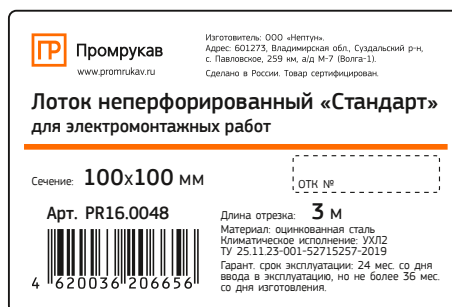 Промрукав
www.promrukav.ru
Изготовитель: ООО «Нептун».
Адрес: 601273, Владимирская обл., Суздальский р-н,
с. Павловское, 259 км, а/д М-7 (Волга-1).
Сделано в России. Товар сертифицирован.
Лоток неперфорированный «Стандарт»
для электромонтажных работ
Сечение: 100х100 мм
ОТК №
Арт. PR16.0048
4 620036 206656
Длина отрезка: 3 м
Материал: оцинкованная сталь
Климатическое исполнение: УХЛ2
ТУ 25.11.23-001-52715257-2019
Гарант. срок эксплуатации: 24 мес. со дня
ввода в эксплуатацию, но не более 36 мес.
со дня изготовления.